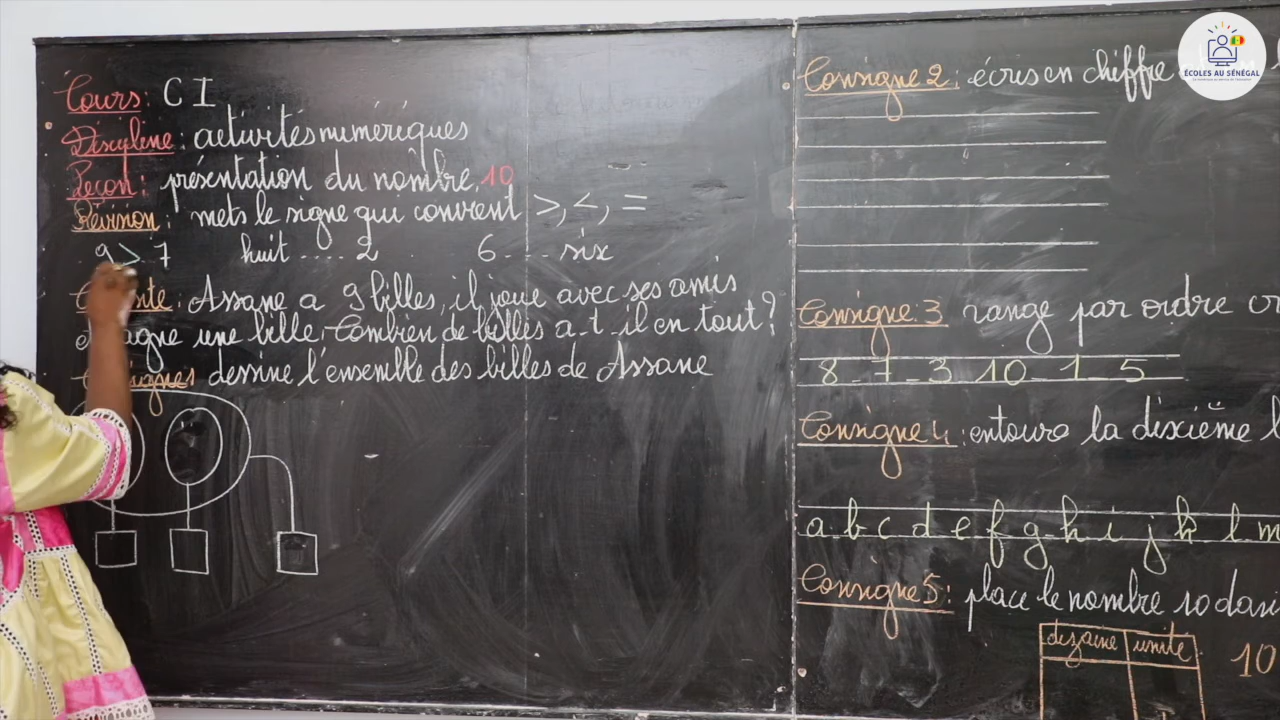 Cours: CI
Discipline: activités numériques
Leçon: présentation du nombre 10
Révision: mets le signe qui convient >, <, =
9 > 7 huit .... 2 6 .... six
Assane a 9 billes, il joue avec ses amis
gagne une bille. Combien de billes a-t-il en tout?
dessine l'ensemble des billes de Assane
Consigne 2: écris en chiffre
Consigne 3 range par ordre
8 - 7 - 3 10 - 1 - 5
Consigne 4: entoure la dixième
a b c d e f g h i j k l m
Consigne 5: place le nombre 10 dans
dizaine unité
10
ÉCOLES AU SÉNÉGAL